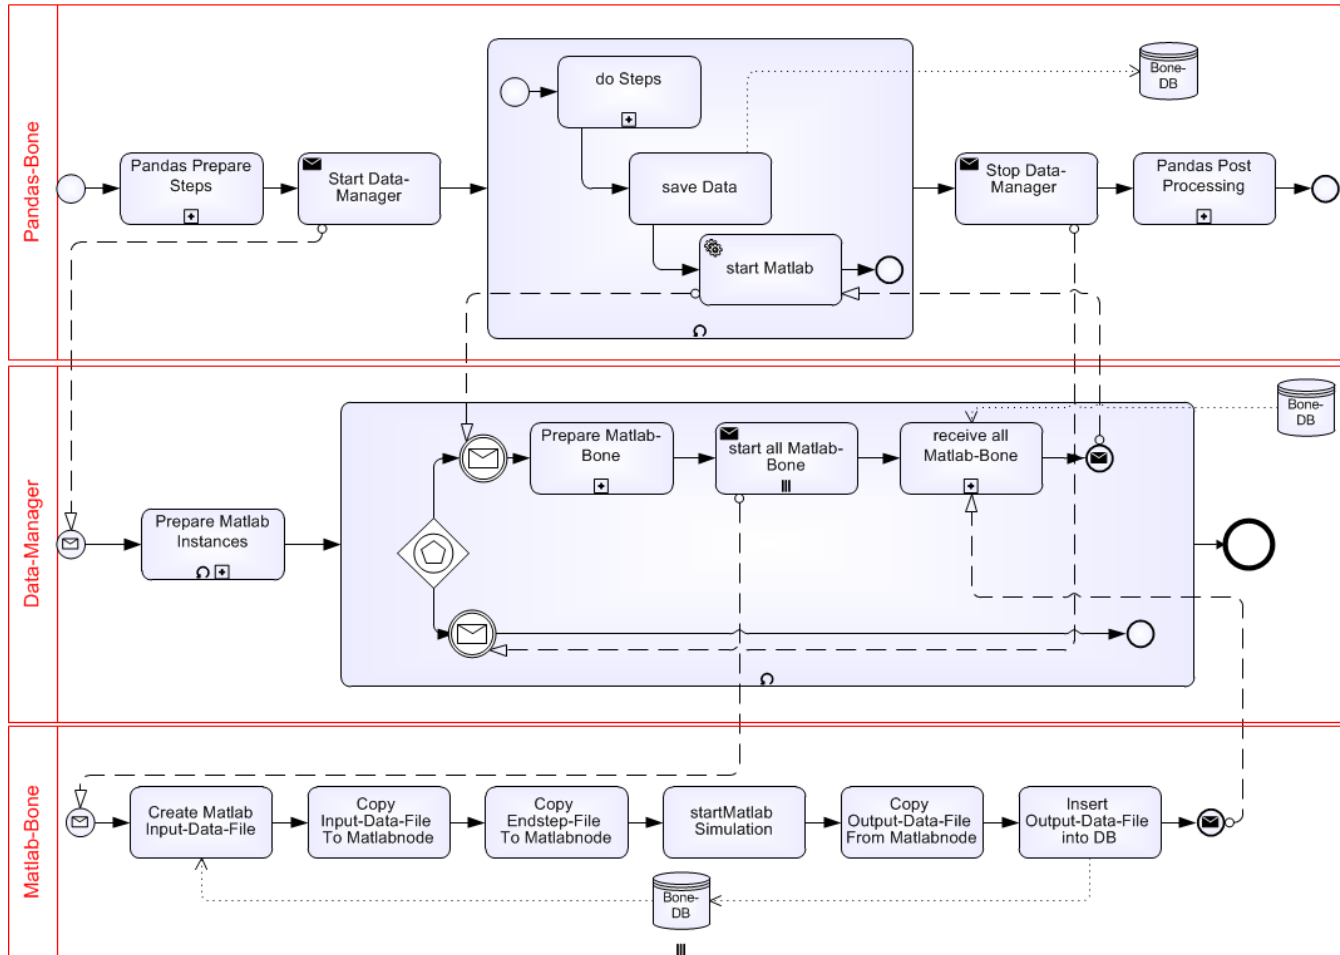 Pandas-Bone
Pandas Prepare
Steps
Start Data-
Manager
do Steps
save Data
start Matlab
Bone-
DB
Stop Data-
Manager
Pandas Post
Processing
Data-Manager
Prepare Matlab
Instances
Prepare Matlab-
Bone
start all Matlab-
Bone
receive all
Matlab-Bone
Bone-
DB
Matlab-Bone
Create Matlab
Input-Data-File
Copy
Input-Data-File
To Matlabnode
Copy
Endstep-File
To Matlabnode
startMatlab
Simulation
Copy
Output-Data-File
From Matlabnode
Insert
Output-Data-File
into DB
Bone-
DB